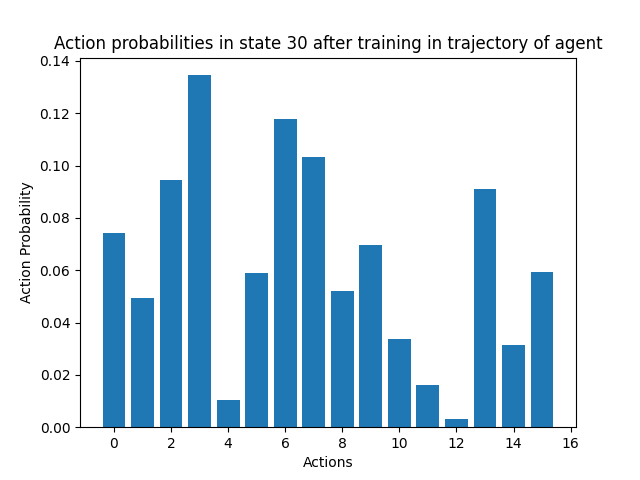 Action probabilities in state 30 after training in trajectory of agent
0.14
0.12
0.10
0.08
0.06
0.04
0.02
0.00
Action Probability
0 2 4 6 8 10 12 14 16
Actions